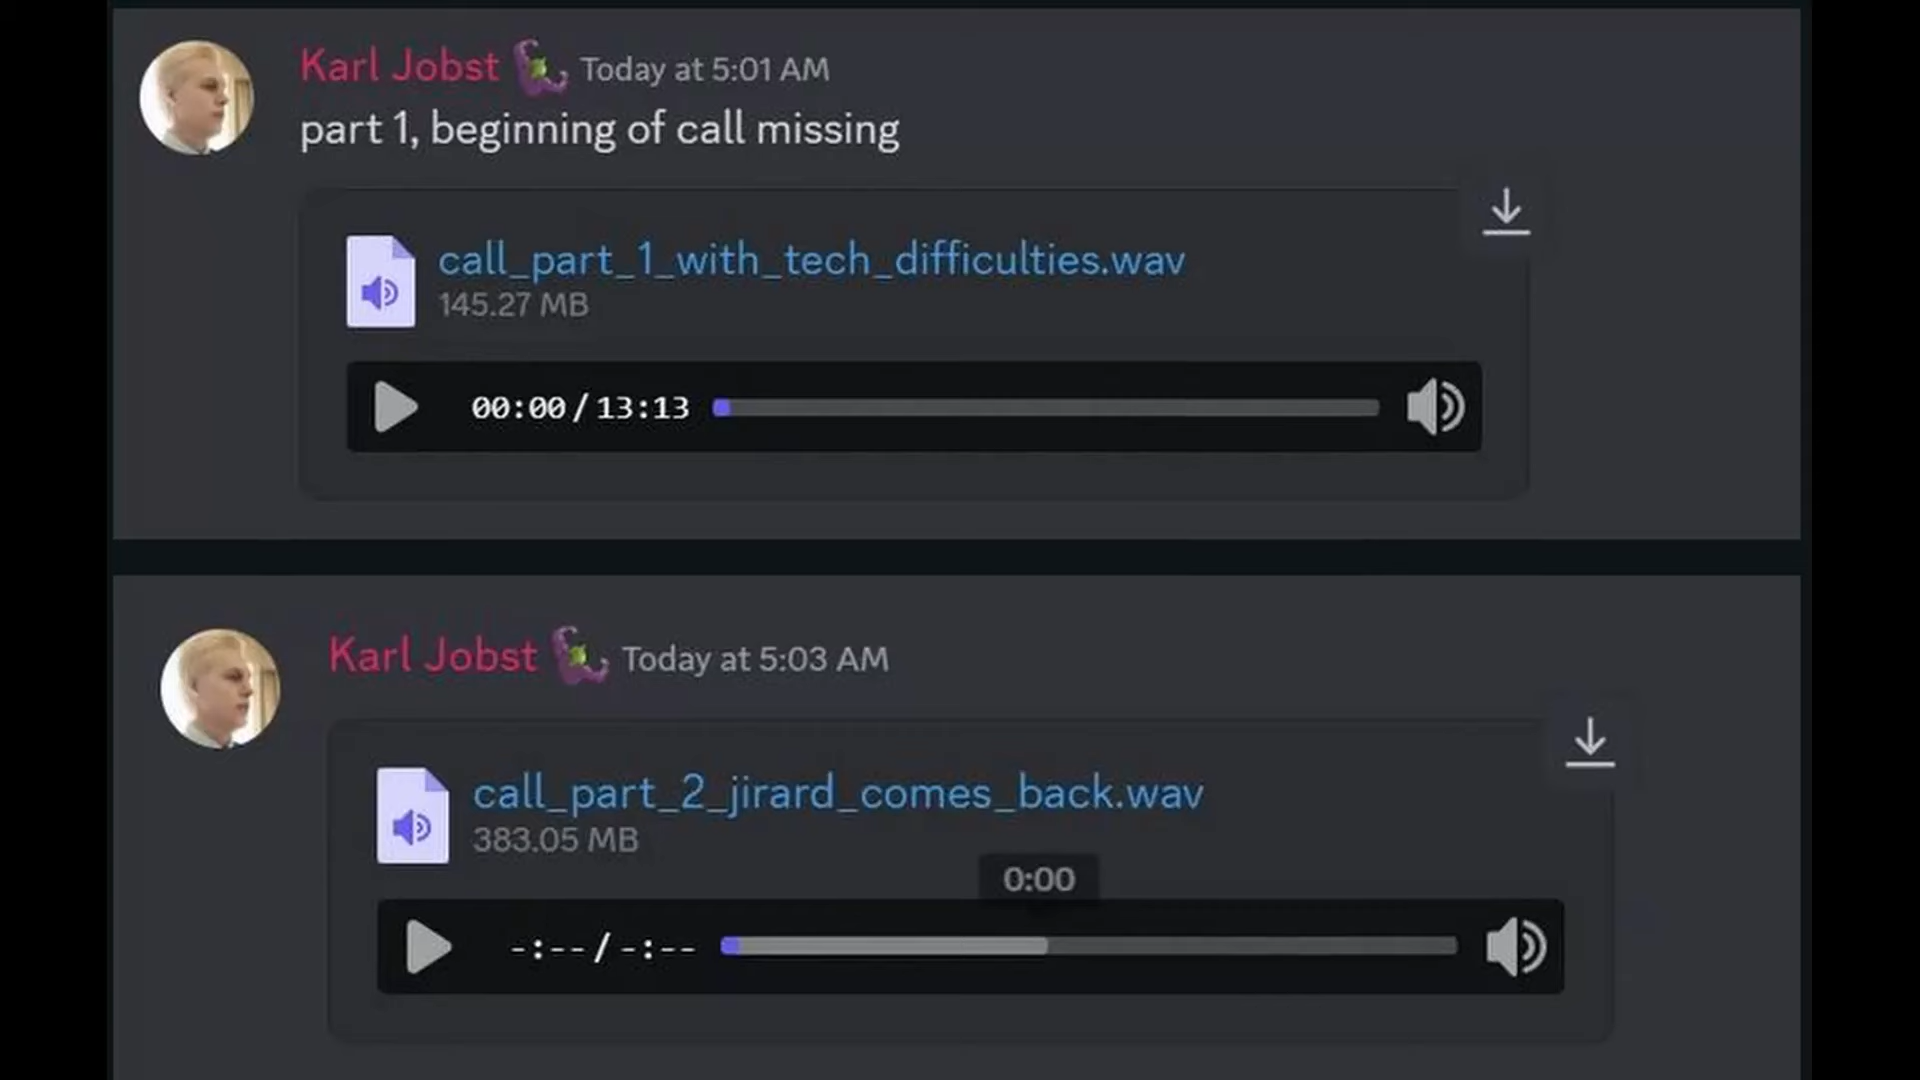 Karl Jobst Today at 5:01 AM
part 1, beginning of call missing
call_part_1_with_tech_difficulties.wav
145.27 MB
00:00 / 13:13
Karl Jobst Today at 5:03 AM
call_part_2_jirard_comes_back.wav
383.05 MB
0:00
-:-- / -:--